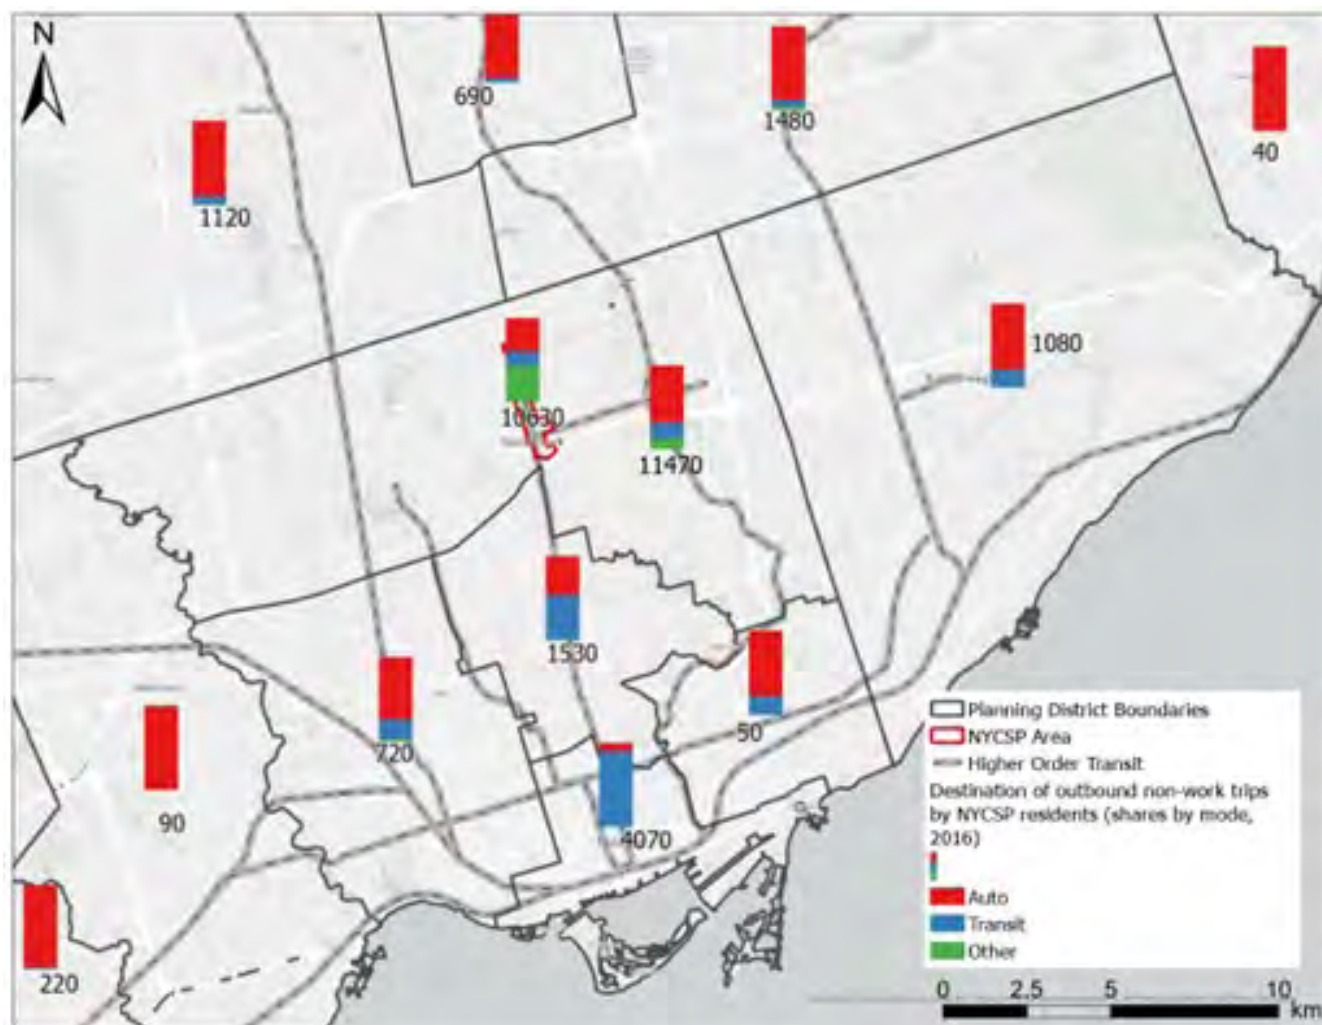 N
690
1480
40
1120
1080
10630
11470
1530
720
50
90
4070
220
Planning District Boundaries
NYCSP Area
Higher Order Transit
Destination of outbound non-work trips
by NYCSP residents (shares by mode,
2016)
Auto
Transit
Other
0 2.5 5 10
km